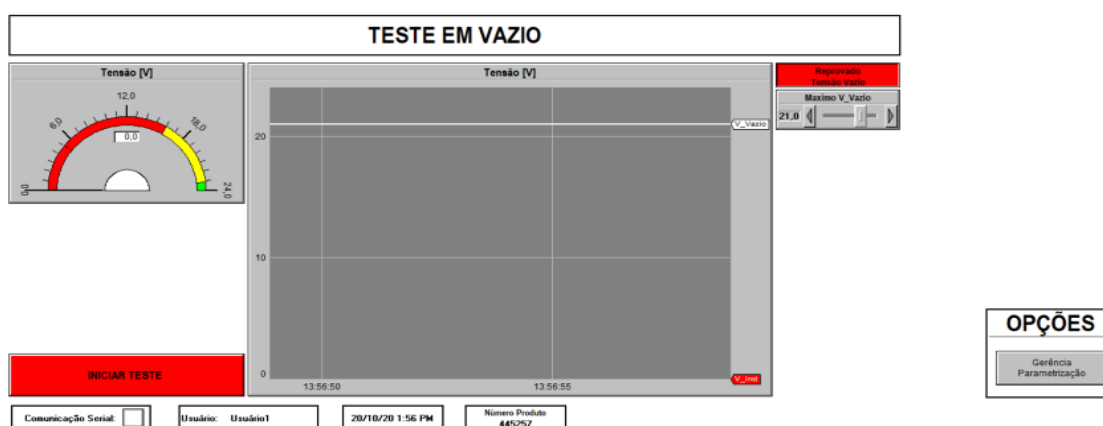 TESTE EM VAZIO
Tensão [V]
0,0
6,0
12,0
18,0
24,0
0,0
Tensão [V]
20
10
0
13:56:50
13:56:55
V_Vazio
V_Inst
Reprovado
Tensão Vazio
Maximo V_Vazio
21,0
INICIAR TESTE
OPÇÕES
Gerência
Parametrização
Comunicação Serial:
Usuário: Usuário1
20/10/20 1:56 PM
Número Produto
445257